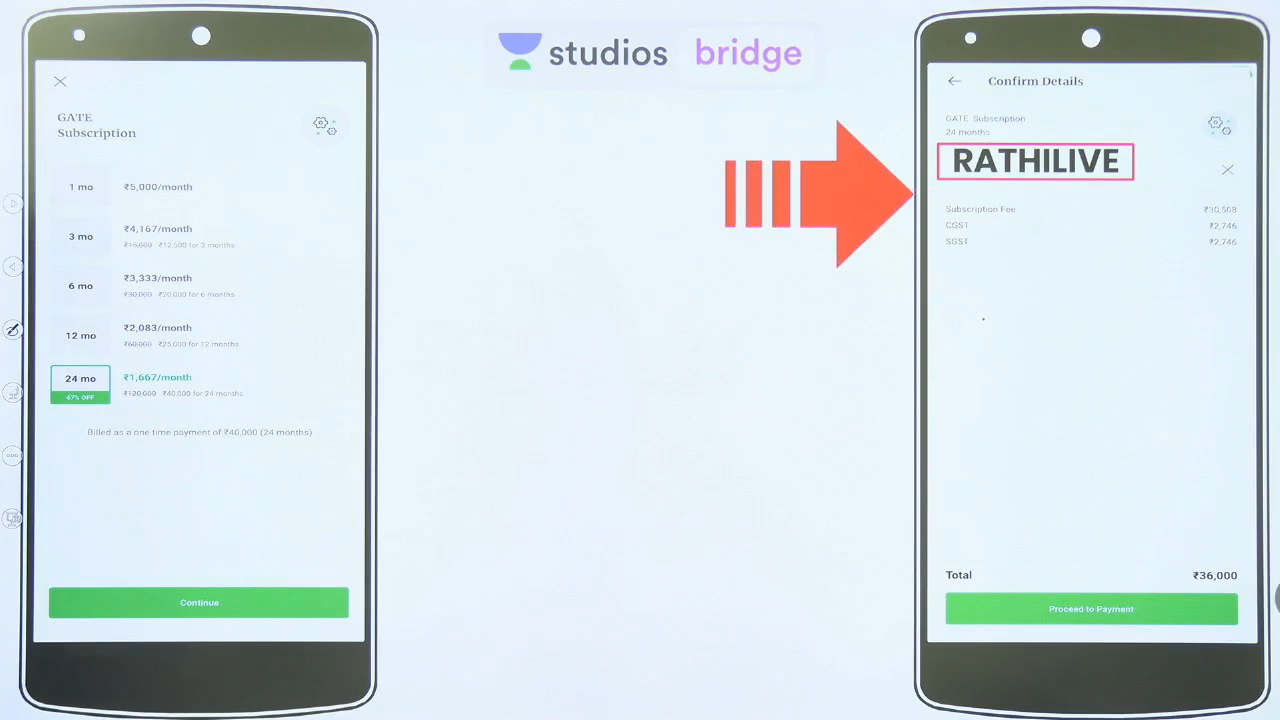 studios bridge
GATE
Subscription
1 mo ₹5,000/month
3 mo ₹4,167/month
₹15,000 ₹12,500 for 3 months
6 mo ₹3,333/month
₹30,000 ₹20,000 for 6 months
12 mo ₹2,083/month
₹60,000 ₹25,000 for 12 months
24 mo ₹1,667/month
67% OFF ₹120,000 ₹40,000 for 24 months
Billed as a one time payment of ₹40,000 (24 months)
Continue
Confirm Details
GATE Subscription
24 months
RATHILIVE
Subscription Fee ₹30,508
CGST ₹2,746
SGST ₹2,746
Total ₹36,000
Proceed to Payment